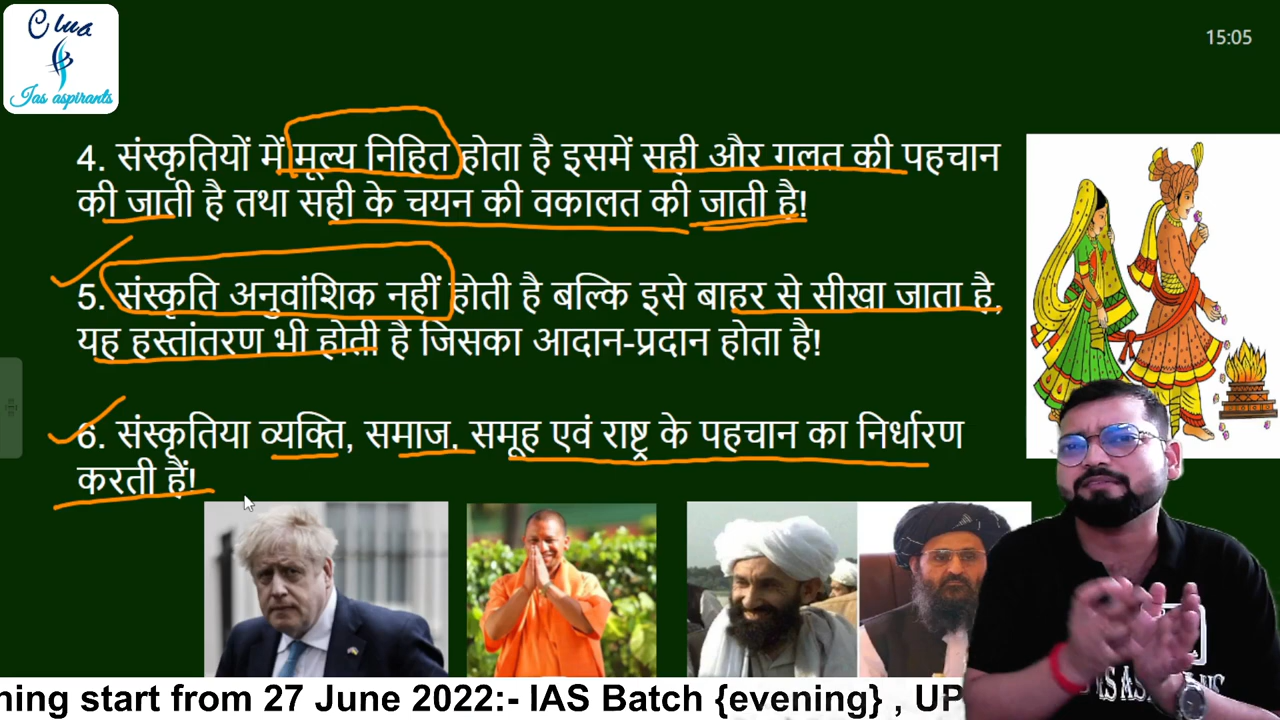 Clua
Ias aspirants
15:05
4. संस्कृतियों में मूल्य निहित होता है इसमें सही और गलत की पहचान
की जाती है तथा सही के चयन की वकालत की जाती है!
5. संस्कृति अनुवांशिक नहीं होती है बल्कि इसे बाहर से सीखा जाता है,
यह हस्तांतरण भी होती है जिसका आदान-प्रदान होता है!
6. संस्कृतिया व्यक्ति, समाज, समूह एवं राष्ट्र के पहचान का निर्धारण
करती हैं!
ning start from 27 June 2022:- IAS Batch {evening} , UP